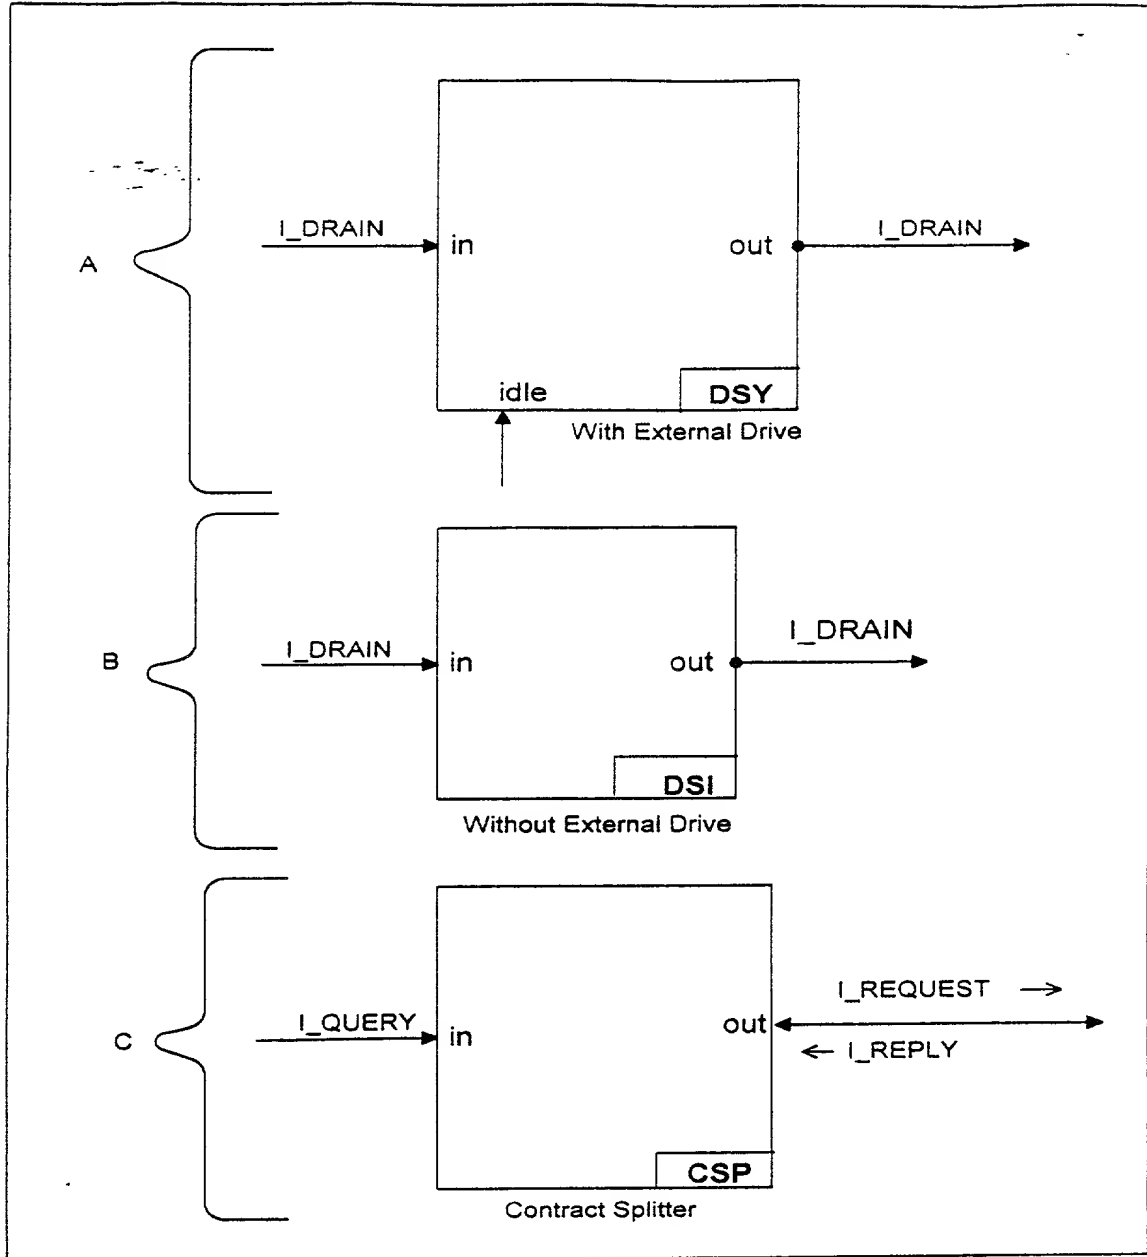 A
I_DRAIN
in
out
I_DRAIN
idle
DSY
With External Drive
B
I_DRAIN
in
out
I_DRAIN
DSI
Without External Drive
C
I_QUERY
in
out
I_REQUEST →
← I_REPLY
CSP
Contract Splitter